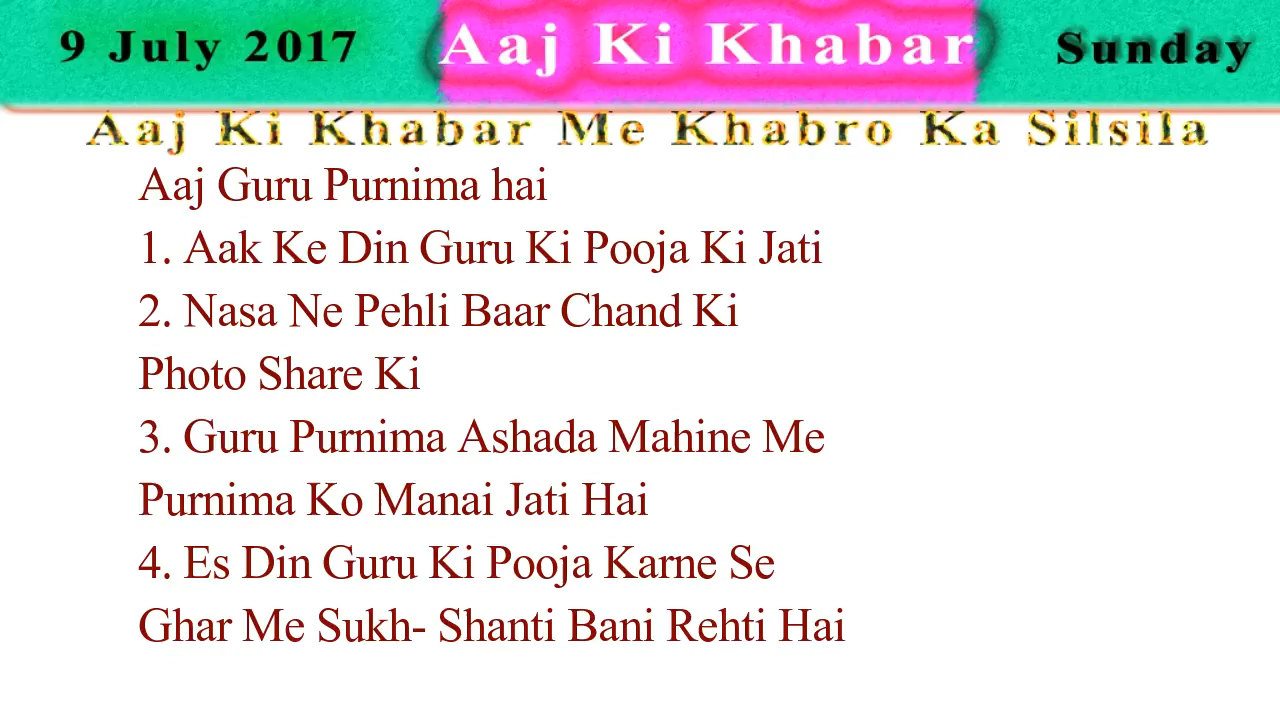 9 July 2017 Aaj Ki Khabar Sunday
Aaj Ki Khabar Me Khabro Ka Silsila
Aaj Guru Purnima hai
1. Aak Ke Din Guru Ki Pooja Ki Jati
2. Nasa Ne Pehli Baar Chand Ki
Photo Share Ki
3. Guru Purnima Ashada Mahine Me
Purnima Ko Manai Jati Hai
4. Es Din Guru Ki Pooja Karne Se
Ghar Me Sukh- Shanti Bani Rehti Hai